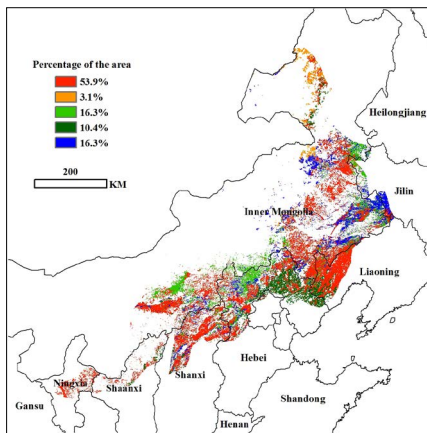 Percentage of the area
53.9%
3.1%
16.3%
10.4%
16.3%
200
KM
Heilongjiang
Jilin
Inner Mongolia
Liaoning
Hebei
Ningxia
Shaanxi
Shanxi
Shandong
Gansu
Henan